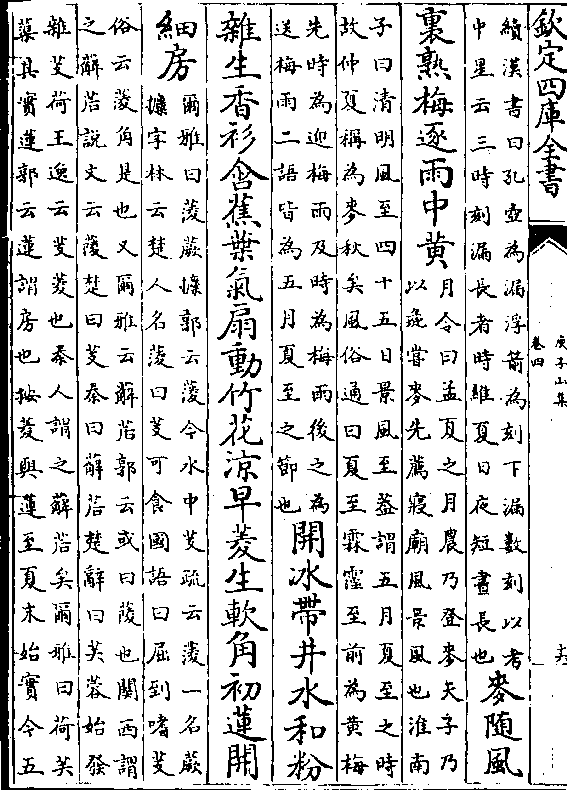 欽定四庫全書
庚子山集
卷四
續漢書曰孔壺為漏浮箭為刻下漏數刻以考
中星云三時刻漏長者時維夏日夜短晝長也
麥隨風
裏熟梅逐雨中黃
月令曰孟夏之月農乃登麥天子乃
以彘嘗麥先薦寢廟風景風也淮南
子曰清明風至四十五日景風至蓋謂五月夏至之時
故仲夏稱為麥秋矣風俗通曰夏至霖霪至前為黃梅
先時為迎梅雨及時為梅雨後之為
送梅雨二語皆為五月夏至之節也
開冰帶井水和粉
雜生香衫含蕉葉氣扇動竹花涼早菱生軟角初蓮開
細房
爾雅曰蔆蕨攗郭云蔆今水中芰疏云蔆一名蕨
攗字林云楚人名蔆曰芰可食國語曰屈到嗜芰
俗云蔆角是也又爾雅云薢茩郭云或曰蔆也關西謂
之薢茩說文云蔆楚曰芰秦曰薢茩楚辭曰芙蓉始發
雜芰荷王逸云芰菱也秦人謂之薢茩矣爾雅曰荷芙
蕖其實蓮郭云蓮謂房也按菱與蓮至夏末始實今五